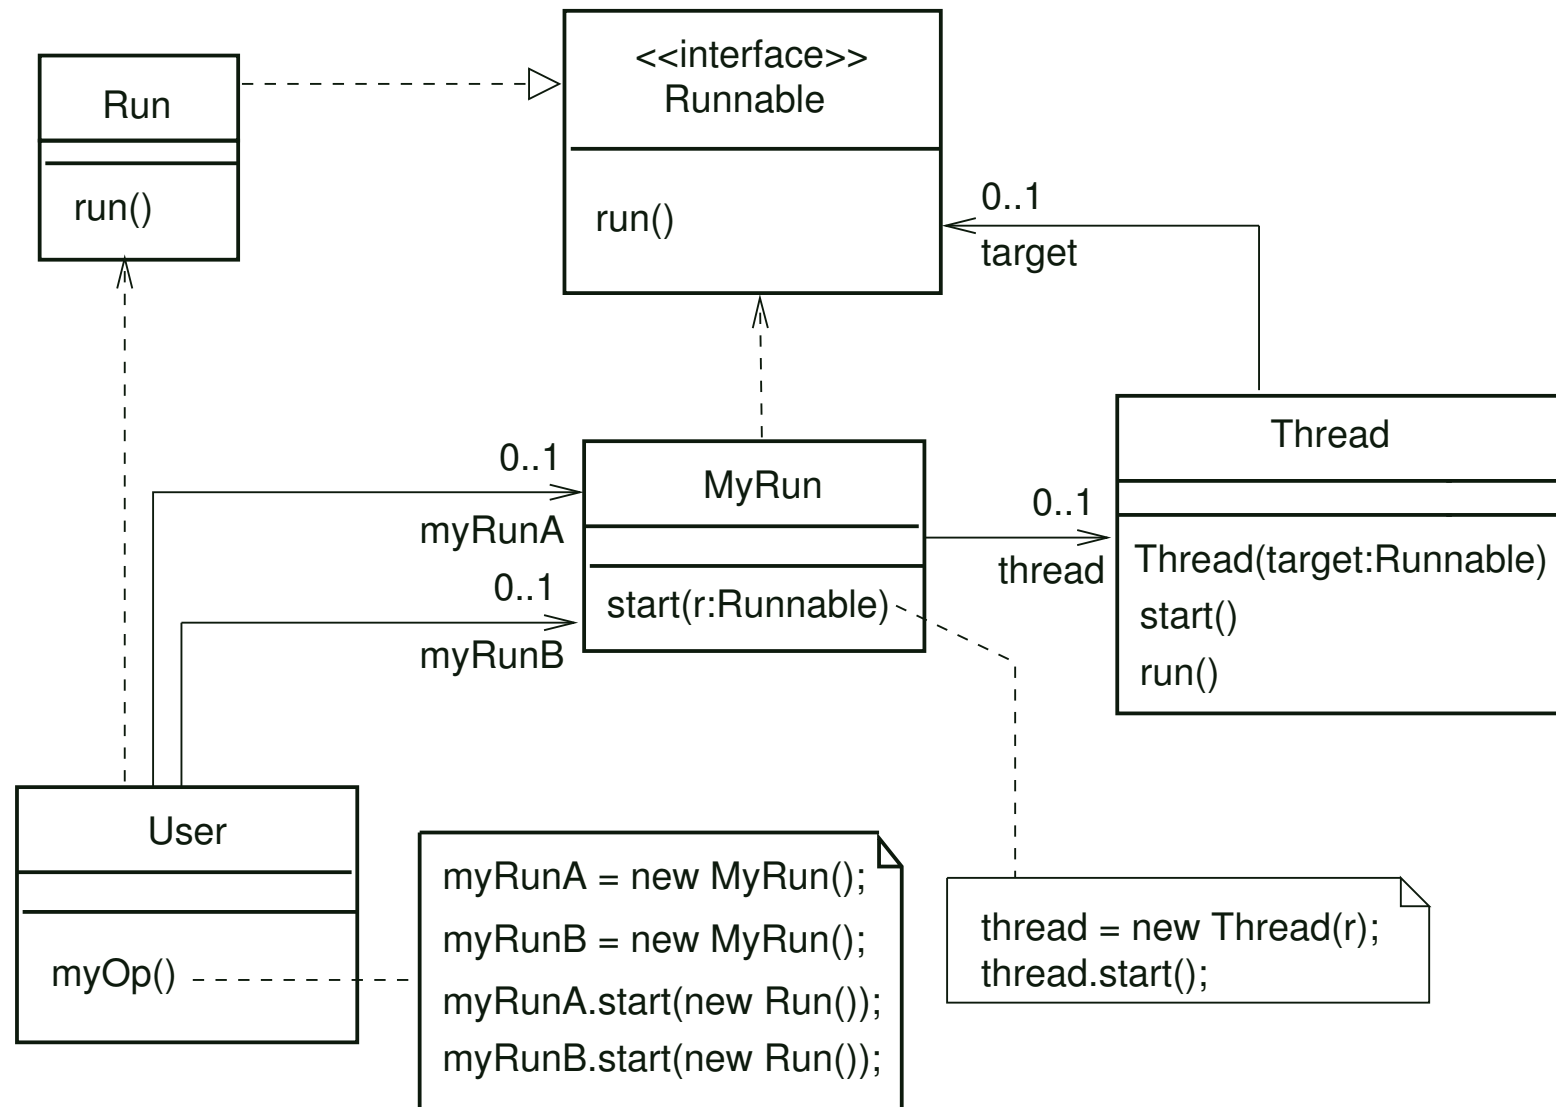 Run
run()
<<interface>>
Runnable
run()
0..1
target
Thread
Thread(target:Runnable)
start()
run()
0..1
myRunA
0..1
myRunB
MyRun
start(r:Runnable)
0..1
thread
User
myOp()
myRunA = new MyRun();
myRunB = new MyRun();
myRunA.start(new Run());
myRunB.start(new Run());
thread = new Thread(r);
thread.start();